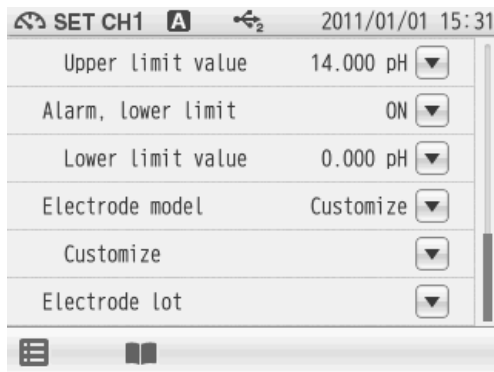 SET CH1 A 2 2011/01/01 15:31
Upper limit value 14.000 pH
Alarm, lower limit ON
Lower limit value 0.000 pH
Electrode model Customize
Customize
Electrode lot